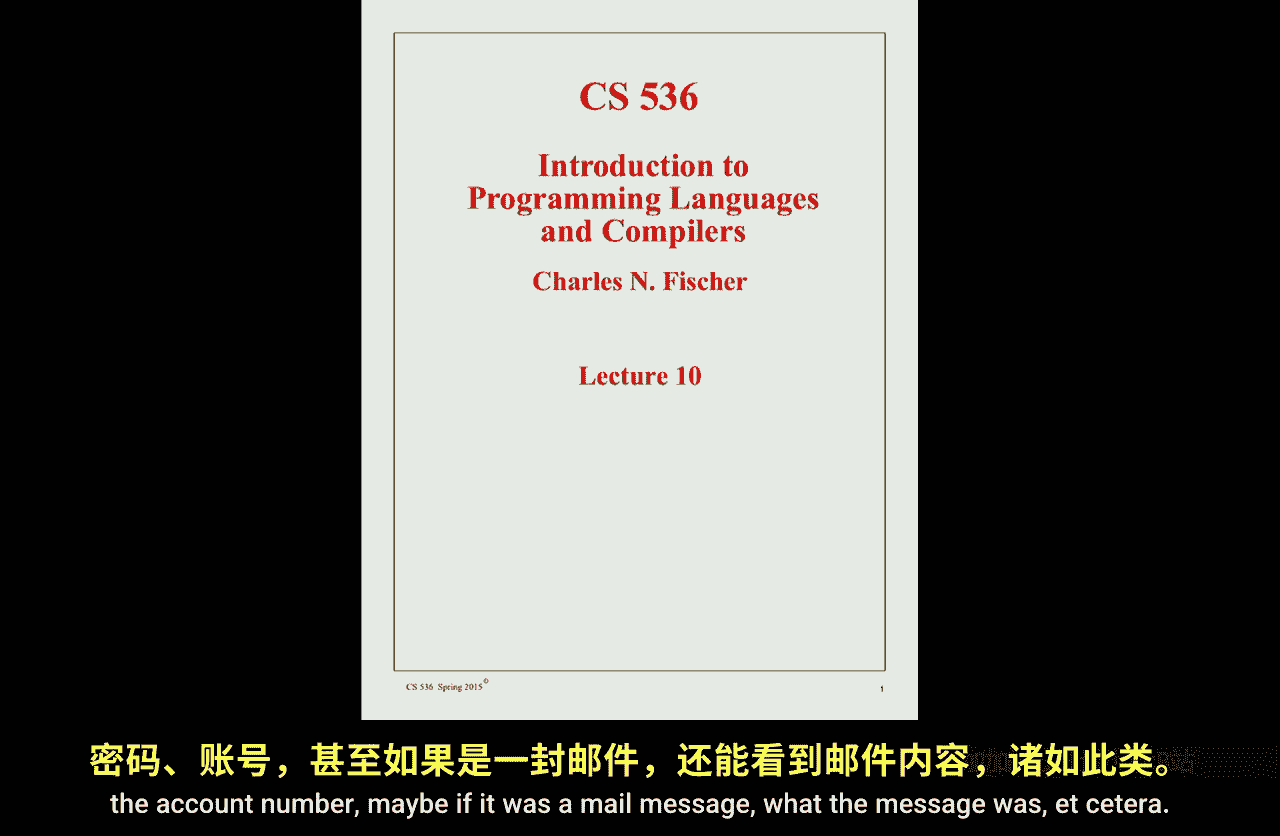 CS 536
Introduction to
Programming Languages
and Compilers
Charles N. Fischer
Lecture 10
CS 536 Spring 2015©
1
密码、账号，甚至如果是一封邮件，还能看到邮件内容，诸如此类。
the account number, maybe if it was a mail message, what the message was, et cetera.